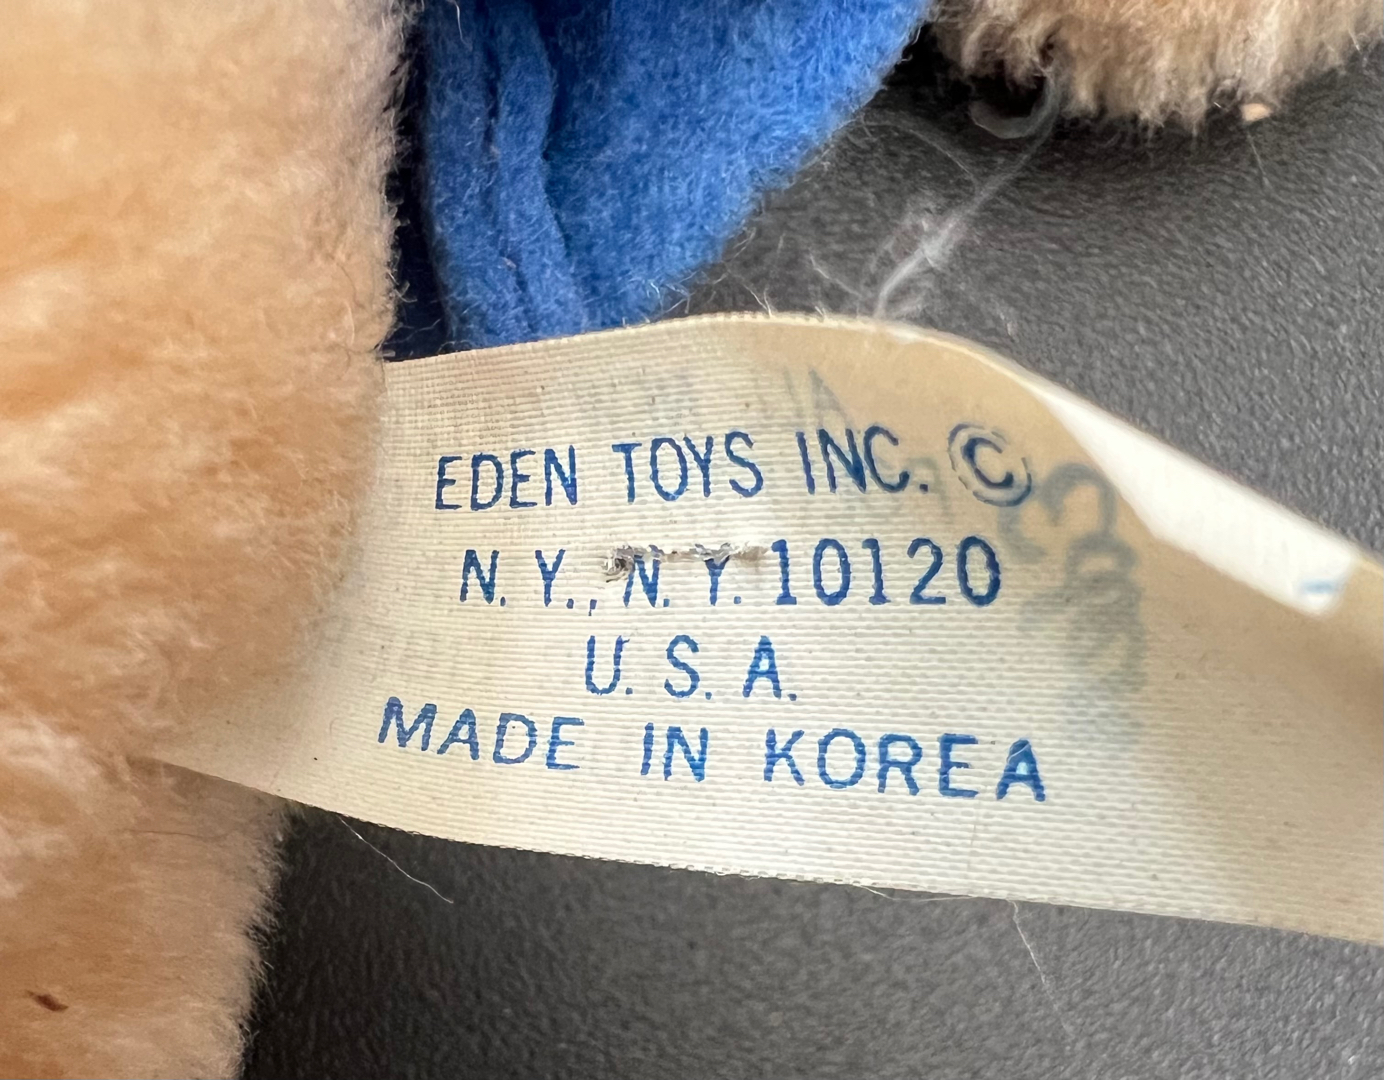 EDEN TOYS INC. ©
N. Y., N. Y. 10120
U. S. A.
MADE IN KOREA